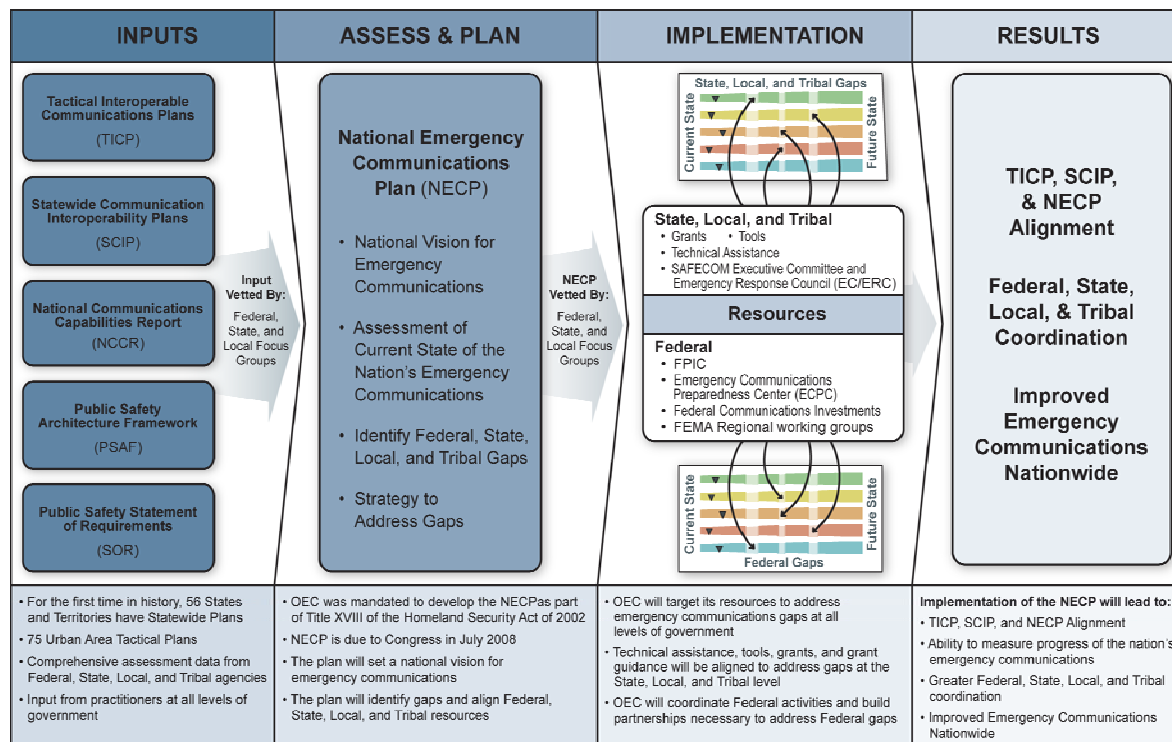 INPUTS
ASSESS & PLAN
IMPLEMENTATION
RESULTS
Tactical Interoperable
Communications Plans
(TICP)
Statewide Communication
Interoperability Plans
(SCIP)
National Communications
Capabilities Report
(NCCR)
Public Safety
Architecture Framework
(PSAF)
Public Safety Statement
of Requirements
(SOR)
Input
Vetted By:
Federal,
State, and
Local Focus
Groups
National Emergency
Communications
Plan (NECP)
• National Vision for
Emergency
Communications
• Assessment of
Current State of the
Nation's Emergency
Communications
• Identify Federal, State,
Local, and Tribal Gaps
• Strategy to
Address Gaps
NECP
Vetted By:
Federal,
State, and
Local Focus
Groups
State, Local, and Tribal Gaps
Current State
Future State
State, Local, and Tribal
• Grants • Tools
• Technical Assistance
• SAFECOM Executive Committee and
Emergency Response Council (EC/ERC)
Resources
Federal
• FPIC
• Emergency Communications
Preparedness Center (ECPC)
• Federal Communications Investments
• FEMA Regional working groups
Current State
Future State
Federal Gaps
TICP, SCIP,
& NECP
Alignment
Federal, State,
Local, & Tribal
Coordination
Improved
Emergency
Communications
Nationwide
• For the first time in history, 56 States
and Territories have Statewide Plans
• 75 Urban Area Tactical Plans
• Comprehensive assessment data from
Federal, State, Local, and Tribal agencies
• Input from practitioners at all levels of
government
• OEC was mandated to develop the NECPas part
of Title XVIII of the Homeland Security Act of 2002
• NECP is due to Congress in July 2008
• The plan will set a national vision for
emergency communications
• The plan will identify gaps and align Federal,
State, Local, and Tribal resources
• OEC will target its resources to address
emergency communications gaps at all
levels of government
• Technical assistance, tools, grants, and grant
guidance will be aligned to address gaps at the
State, Local, and Tribal level
• OEC will coordinate Federal activities and build
partnerships necessary to address Federal gaps
Implementation of the NECP will lead to:
• TICP, SCIP, and NECP Alignment
• Ability to measure progress of the nation's
emergency communications
• Greater Federal, State, Local, and Tribal
coordination
• Improved Emergency Communications
Nationwide